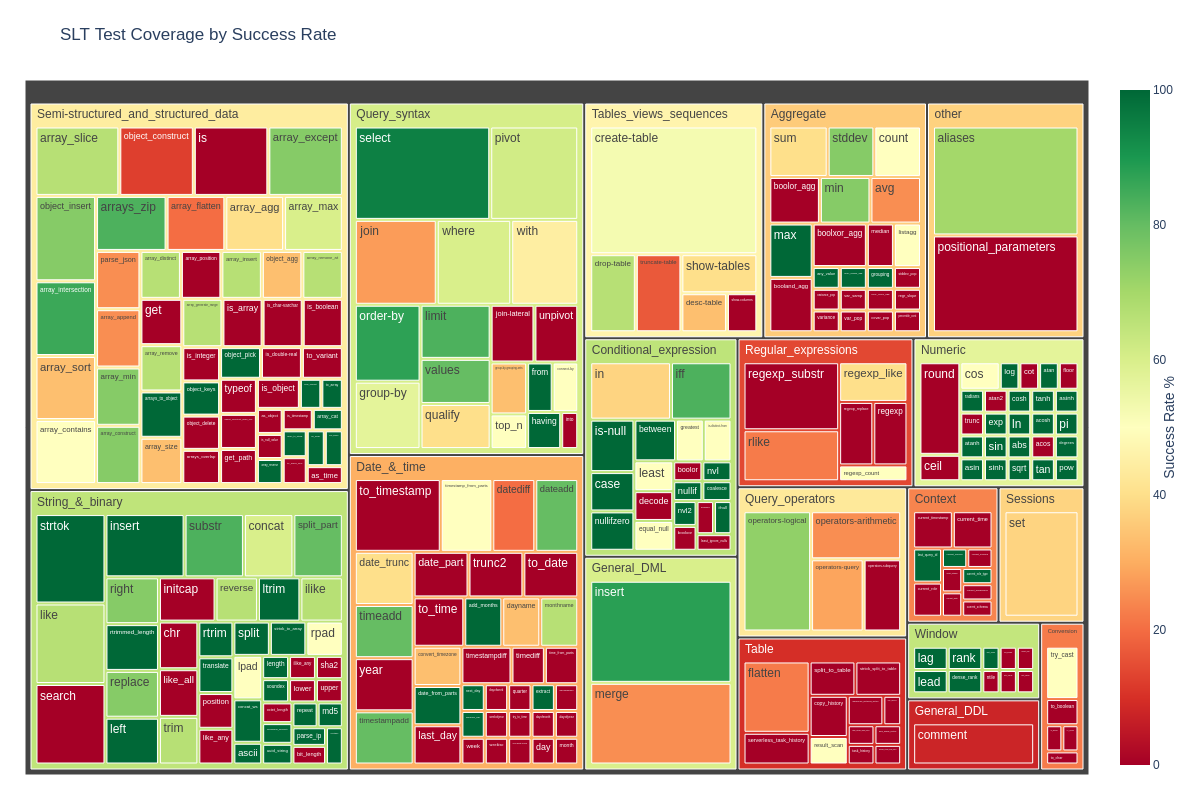 SLT Test Coverage by Success Rate
Semi-structured_and_structured_data
array_slice
object_construct
is
array_except
object_insert
arrays_zip
array_flatten
array_agg
array_max
array_intersection
parse_json
array_distinct
array_position
array_insert
object_agg
array_append
get
is_array
is_char-varchar
is_boolean
array_sort
array_min
array_remove
is_integer
object_pick
is_double-real
to_variant
object_keys
typeof
is_object
arrays_to_object
array_contains
array_construct
object_delete
array_cat
array_size
arrays_overlap
get_path
as_time
String_&_binary
strtok
insert
substr
concat
split_part
like
right
initcap
reverse
ltrim
ilike
rtrimmed_length
chr
rtrim
split
strtok_to_array
rpad
search
replace
like_all
translate
lpad
length
like_any
sha2
lower
upper
position
repeat
md5
left
trim
like_any
ascii
parse_ip
bit_length
Query_syntax
select
pivot
join
where
with
order-by
limit
join-lateral
unpivot
values
from
group-by
qualify
top_n
having
Date_&_time
to_timestamp
timestamp_from_parts
datediff
dateadd
date_trunc
date_part
trunc2
to_date
timeadd
to_time
add_months
dayname
monthname
year
convert_timezone
timestampdiff
timediff
time_from_parts
timestampadd
date_from_parts
quarter
extract
last_day
week
day
month
Tables_views_sequences
create-table
drop-table
truncate-table
show-tables
desc-table
Aggregate
sum
stddev
count
boolor_agg
min
avg
max
boolxor_agg
median
listagg
booland_agg
any_value
grouping
variance
var_pop
other
aliases
positional_parameters
Conditional_expression
in
iff
is-null
between
greatest
least
boolor
nvl
case
decode
nullif
coalesce
nvl2
nullifzero
equal_null
Regular_expressions
regexp_substr
regexp_like
regexp_replace
regexp
rlike
regexp_count
Numeric
round
cos
log
cot
atan
floor
radians
atan2
cosh
tanh
asinh
trunc
exp
ln
acosh
pi
atanh
sin
abs
acos
degrees
ceil
asin
sinh
sqrt
tan
pow
General_DML
insert
merge
Query_operators
operators-logical
operators-arithmetic
operators-query
operators-subquery
Context
current_timestamp
current_time
Sessions
set
Table
flatten
split_to_table
strtok_split_to_table
copy_history
serverless_task_history
result_scan
task_history
Window
lag
rank
lead
dense_rank
ntile
General_DDL
comment
Conversion
try_cast
to_boolean
100
80
60
40
20
0
Success Rate %